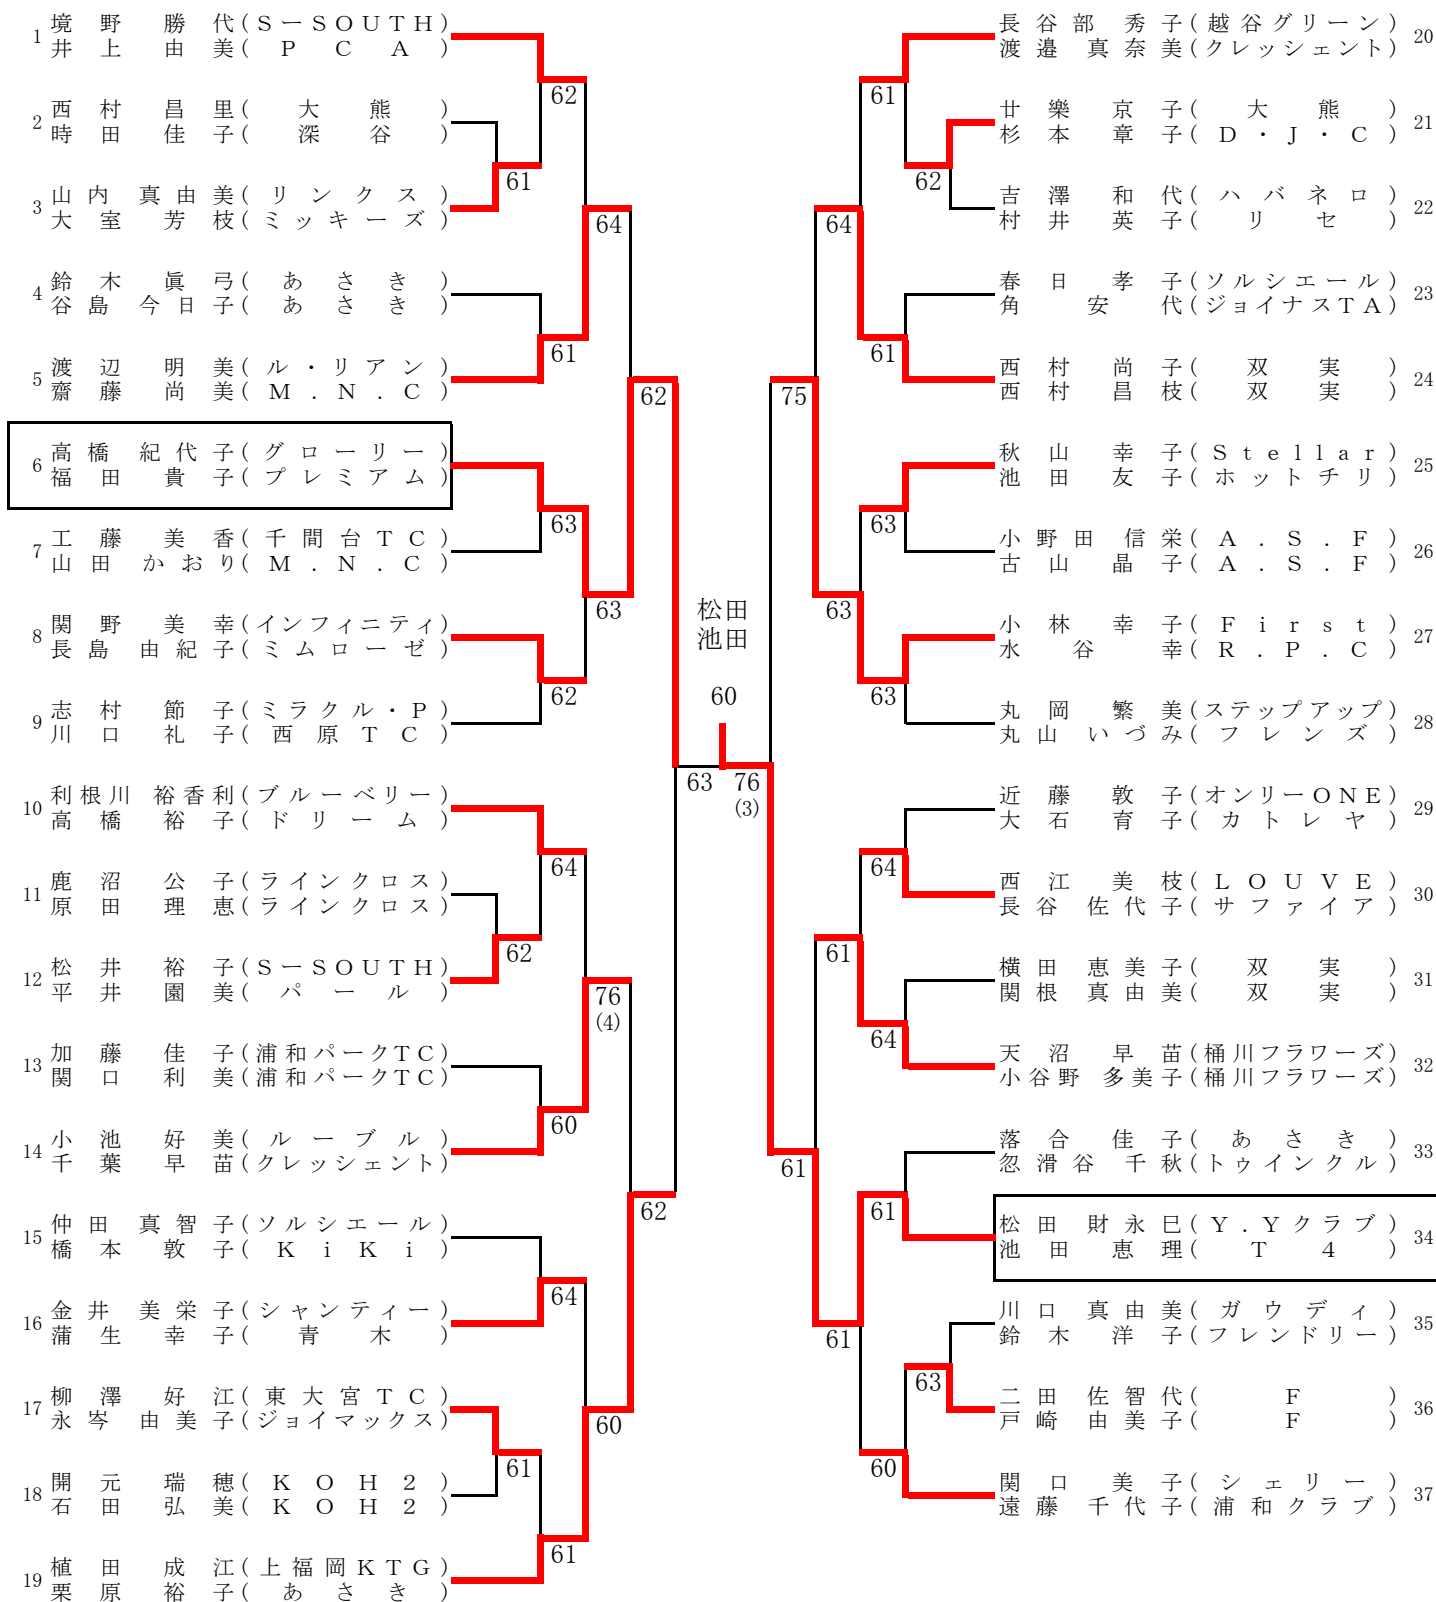 1 境野 勝代(S－SOUTH)
井上 由美(PCA)
2 西村 昌里(大熊)
時田 佳子(深谷)
3 山内 真由美(リンクス)
大室 芳枝(ミッキーズ)
4 鈴木 眞弓(あさき)
谷島 今日子(あさき)
5 渡辺 明美(ル・リアン)
齋藤 尚美(M.N.C)
6 高橋 紀代子(グローリー)
福田 貴子(プレミアム)
7 工藤 美香(千間台TC)
山田 かおり(M.N.C)
8 関野 美幸(インフィニティ)
長島 由紀子(ミムローゼ)
9 志村 節子(ミラクル・P)
川口 礼子(西原TC)
10 利根川 裕香利(ブルーベリー)
高橋 裕子(ドリーム)
11 鹿沼 公子(ラインクロス)
原田 理恵(ラインクロス)
12 松井 裕子(S－SOUTH)
平井 園美(パール)
13 加藤 佳子(浦和パークTC)
関口 利美(浦和パークTC)
14 小池 好美(ルーブル)
千葉 早苗(クレッシェント)
15 仲田 真智子(ソルシエール)
橋本 敦子(KiKi)
16 金井 美栄子(シャンティー)
蒲生 幸子(青木)
17 柳澤 好江(東大宮TC)
永岑 由美子(ジョイマックス)
18 開元 瑞穂(KOH2)
石田 弘美(KOH2)
19 植田 成江(上福岡KTG)
栗原 裕子(あさき)
62
61
64
61
62
63
63
62
64
62
76
(4)
60
62
64
60
61
61
松田
池田
60
63
76
(3)
61
62
64
61
75
63
63
63
64
61
64
61
61
61
63
60
長谷部 秀子(越谷グリーン) 20
渡邉 真奈美(クレッシェント)
廿樂 京子(大熊) 21
杉本 章子(D・J・C)
吉澤 和代(ハバネロ) 22
村井 英子(リセ)
春日 孝子(ソルシエール) 23
角 安代(ジョイナスTA)
西村 尚子(双実) 24
西村 昌枝(双実)
秋山 幸子(Stellar) 25
池田 友子(ホットチリ)
小野田 信栄(A.S.F) 26
古山 晶子(A.S.F)
小林 幸子(First) 27
水谷 幸(R.P.C)
丸岡 繁美(ステップアップ) 28
丸山 いづみ(フレンズ)
近藤 敦子(オンリーONE) 29
大石 育子(カトレヤ)
西江 美枝(LOUVE) 30
長谷 佐代子(サファイア)
横田 恵美子(双実) 31
関根 真由美(双実)
天沼 早苗(桶川フラワーズ) 32
小谷野 多美子(桶川フラワーズ)
落合 佳子(あさき) 33
忽滑谷 千秋(トゥインクル)
松田 財永巳(Y.Yクラブ) 34
池田 恵理(T4)
川口 真由美(ガウディ) 35
鈴木 洋子(フレンドリー)
二田 佐智代(F) 36
戸崎 由美子(F)
関口 美子(シェリー) 37
遠藤 千代子(浦和クラブ)